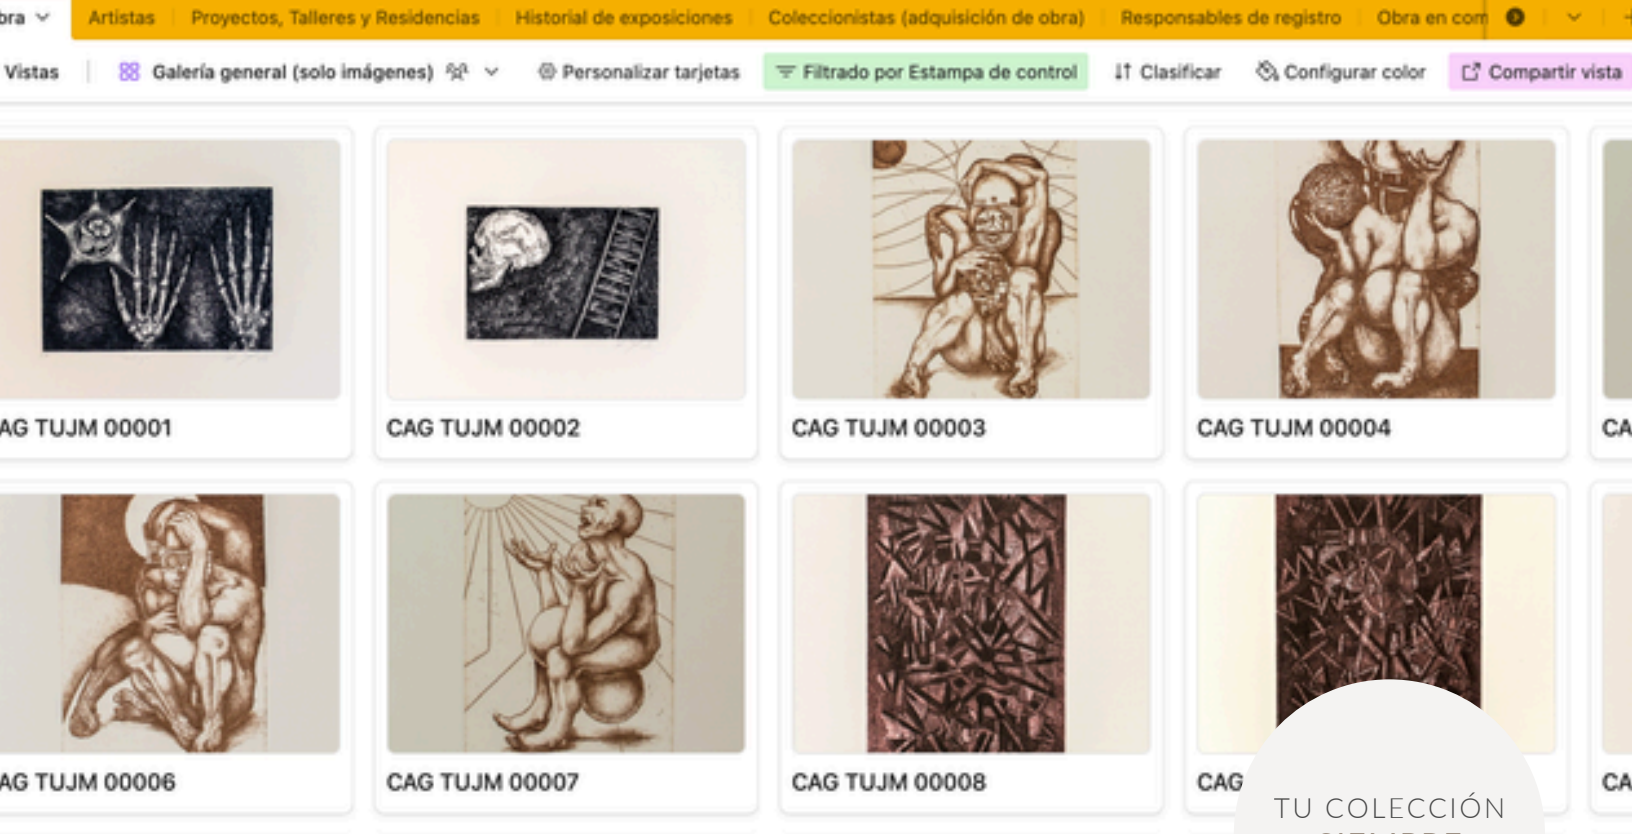 bra Artistas Proyectos, Talleres y Residencias Historial de exposiciones Coleccionistas (adquisición de obra) Responsables de registro Obra en com
Vistas Galería general (solo imágenes) Personalizar tarjetas Filtrado por Estampa de control Clasificar Configurar color Compartir vista
AG TUJM 00001 CAG TUJM 00002 CAG TUJM 00003 CAG TUJM 00004 CA
AG TUJM 00006 CAG TUJM 00007 CAG TUJM 00008 CAG CA
TU COLECCIÓN